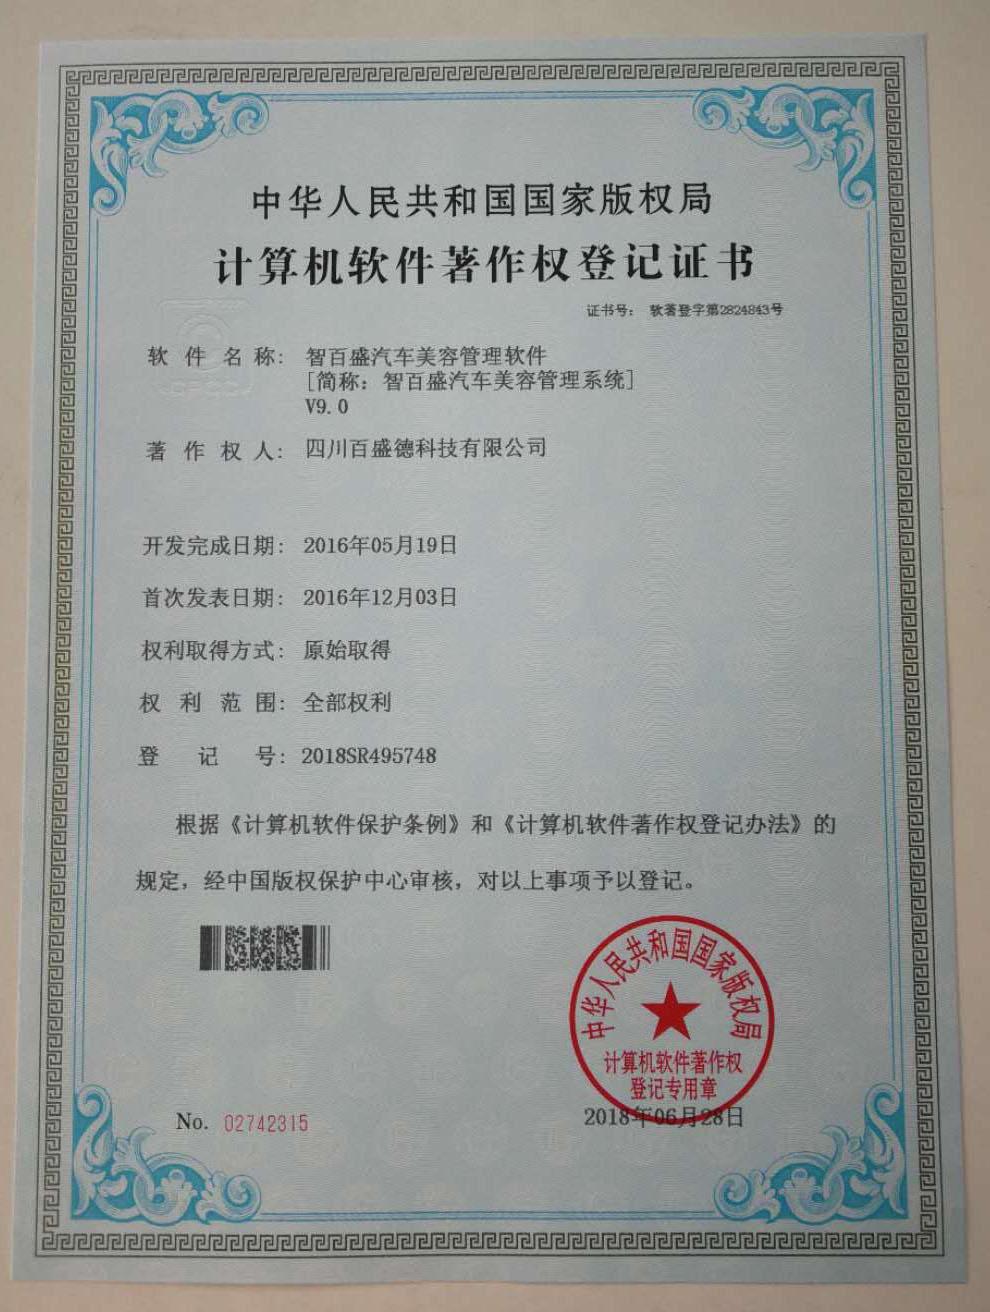 中华人民共和国国家版权局
计算机软件著作权登记证书
证书号： 软著登字第2824843号
软件名称： 智百盛汽车美容管理软件
[简称：智百盛汽车美容管理系统]
V9.0
著作权人： 四川百盛德科技有限公司
开发完成日期： 2016年05月19日
首次发表日期： 2016年12月03日
权利取得方式： 原始取得
权利范围： 全部权利
登记号： 2018SR495748
根据《计算机软件保护条例》和《计算机软件著作权登记办法》的
规定，经中国版权保护中心审核，对以上事项予以登记。
中华人民共和国国家版权局
计算机软件著作权
登记专用章
No. 02742315
2018年06月28日